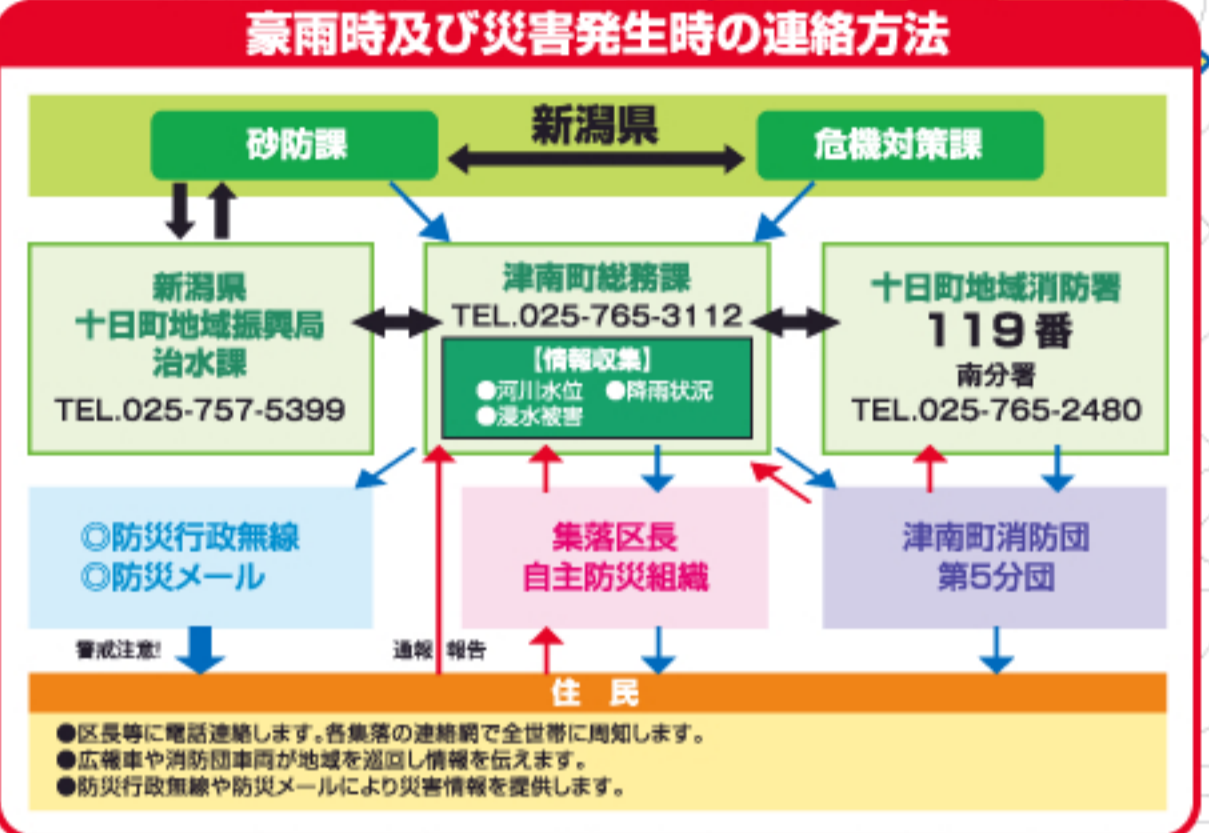 豪雨時及び災害発生時の連絡方法
新潟県
砂防課
危機対策課
新潟県
十日町地域振興局
治水課
TEL.025-757-5399
津南町総務課
TEL.025-765-3112
【情報収集】
●河川水位 ●降雨状況
●浸水被害
十日町地域消防署
119番
南分署
TEL.025-765-2480
◎防災行政無線
◎防災メール
集落区長
自主防災組織
津南町消防団
第5分団
警戒注意!
通報 報告
住民
●区長等に電話連絡します。各集落の連絡網で全世帯に周知します。
●広報車や消防団車両が地域を巡回し情報を伝えます。
●防災行政無線や防災メールにより災害情報を提供します。